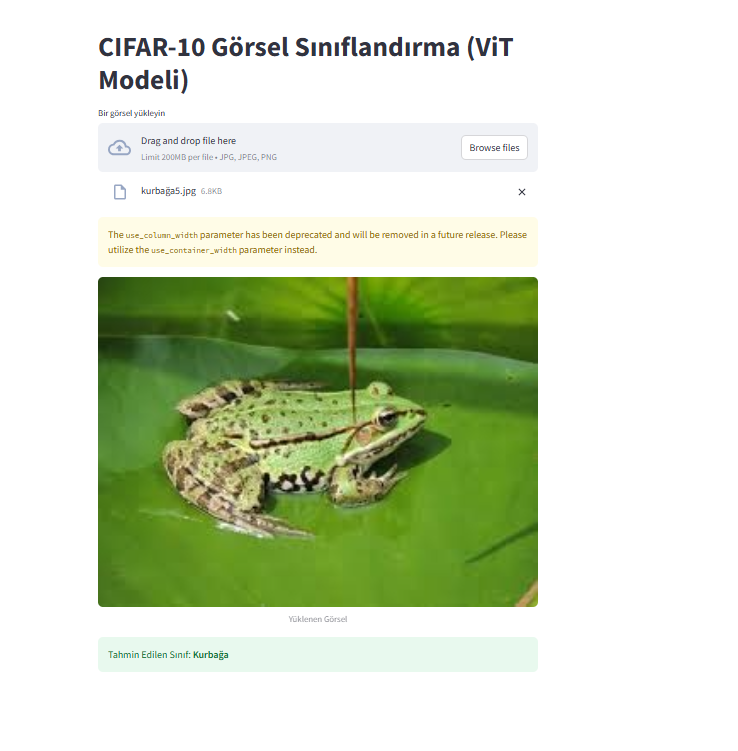 CIFAR-10 Görsel Sınıflandırma (ViT
Modeli)
Bir görsel yükleyin
Drag and drop file here
Limit 200MB per file • JPG, JPEG, PNG
Browse files
kurbağa5.jpg 6.8KB
The use_column_width parameter has been deprecated and will be removed in a future release. Please
utilize the use_container_width parameter instead.
Yüklenen Görsel
Tahmin Edilen Sınıf: Kurbağa